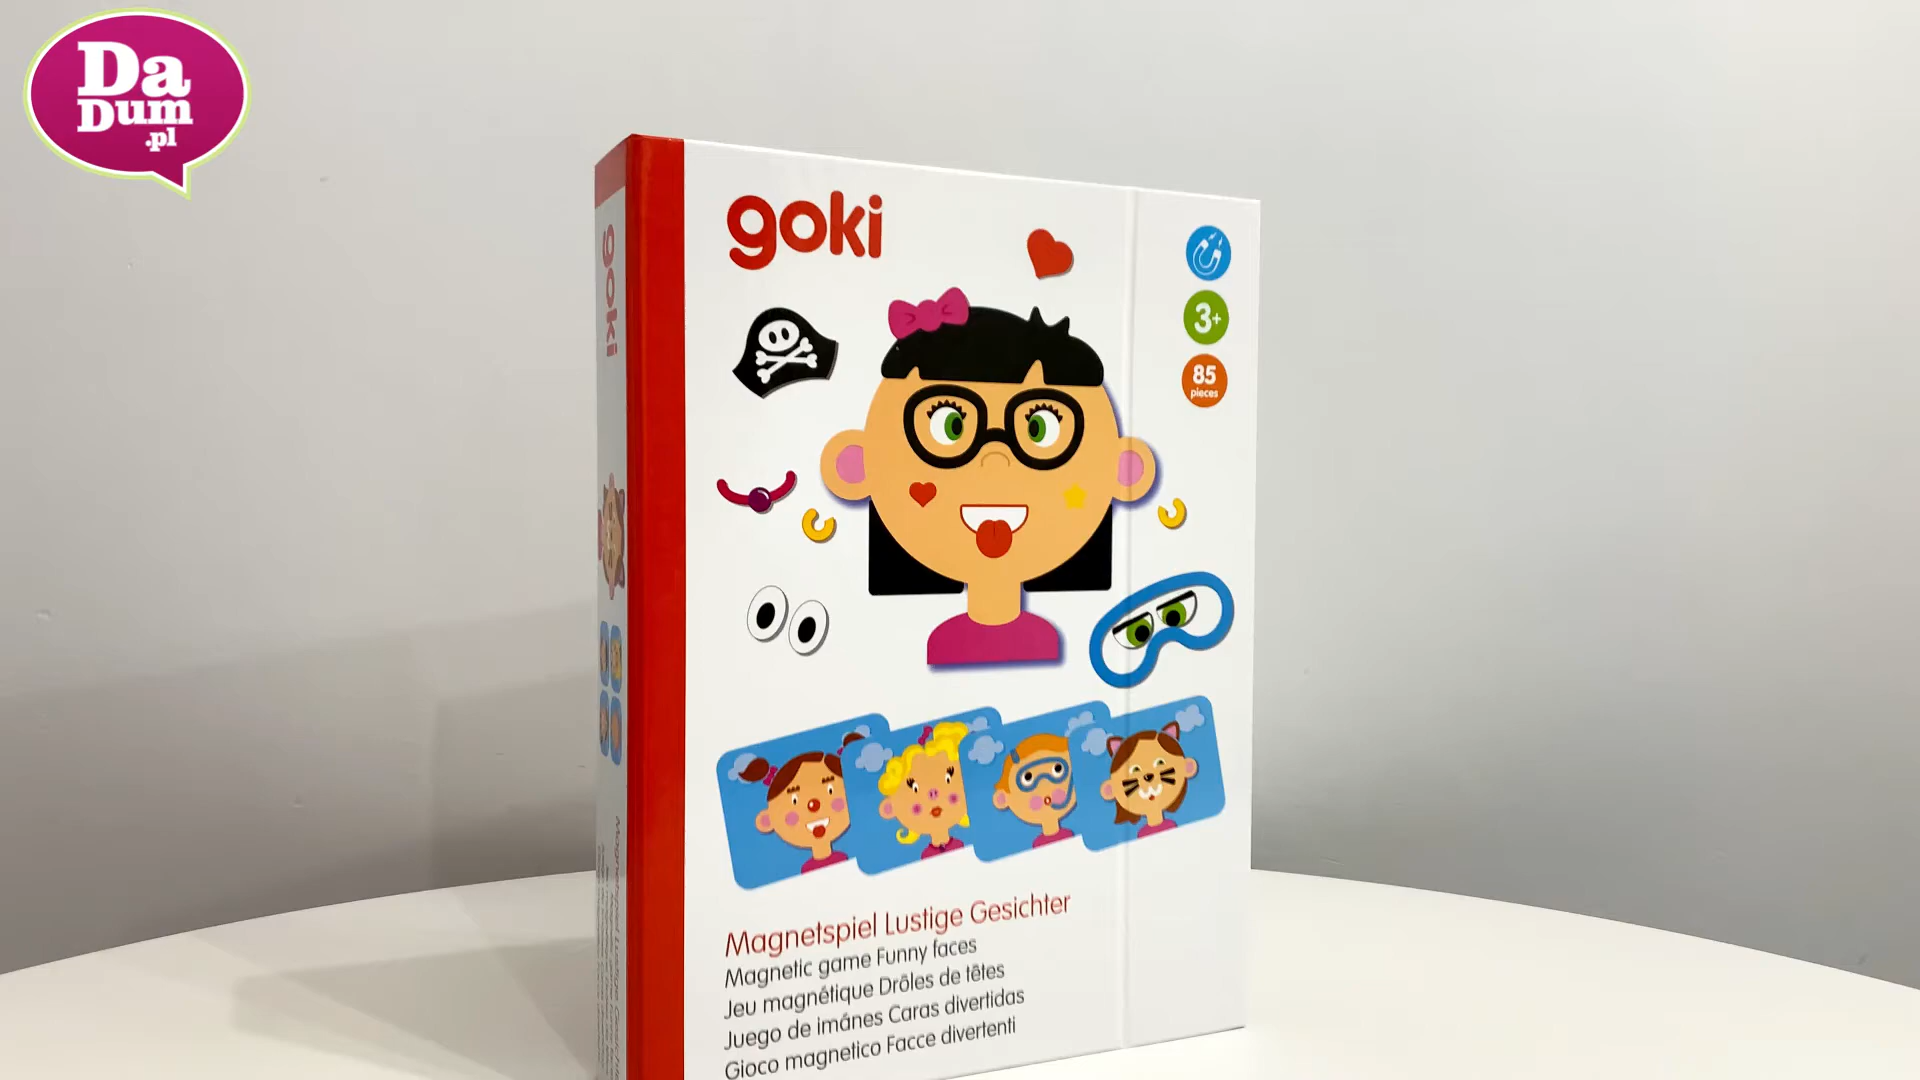 Da
Dum
.pl
goki
goki
3+
85
pieces
Magnetspiel Lustige Gesichter
Magnetic game Funny faces
Jeu magnétique Drôles de têtes
Juego de imánes Caras divertidas
Gioco magnetico Facce divertenti